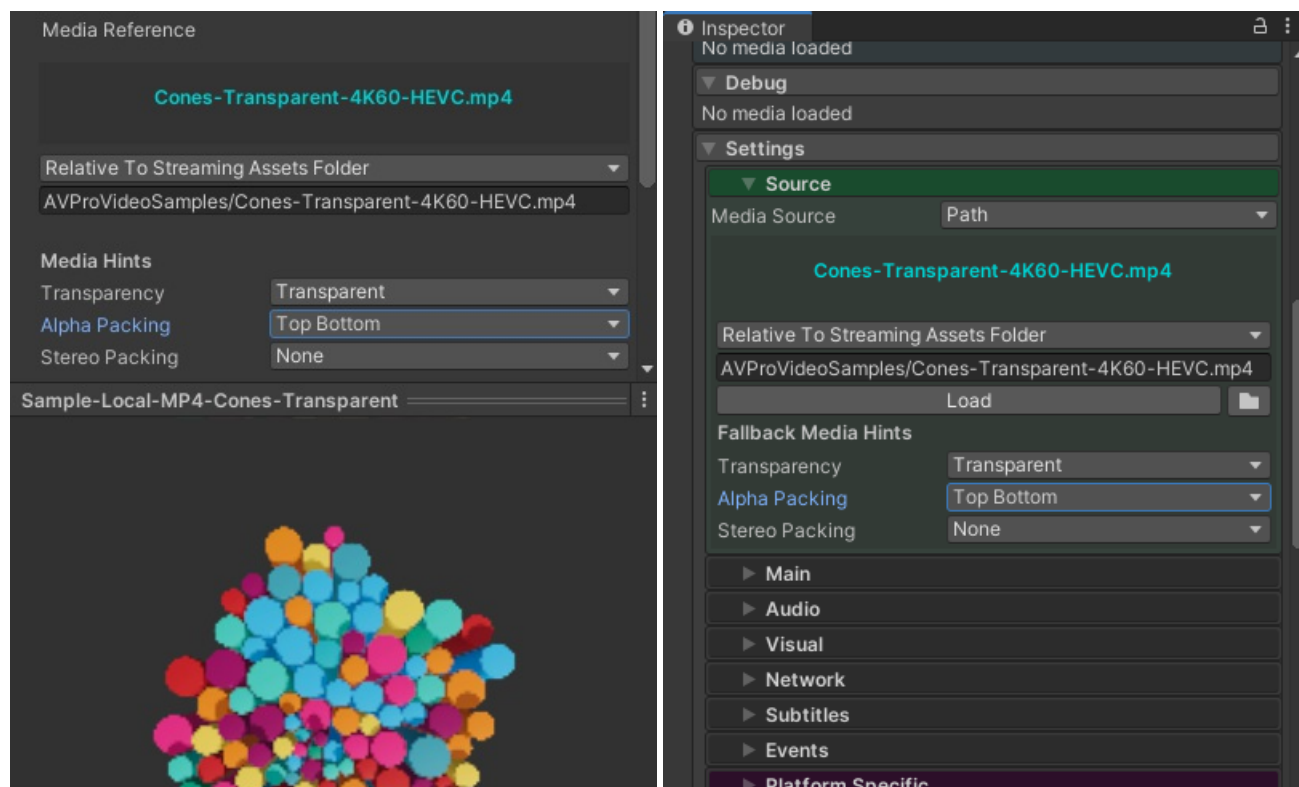 Media Reference
Cones-Transparent-4K60-HEVC.mp4
Relative To Streaming Assets Folder
AVProVideoSamples/Cones-Transparent-4K60-HEVC.mp4
Media Hints
Transparency Transparent
Alpha Packing Top Bottom
Stereo Packing None
Sample-Local-MP4-Cones-Transparent
Inspector
No media loaded
Debug
No media loaded
Settings
Source
Media Source Path
Cones-Transparent-4K60-HEVC.mp4
Relative To Streaming Assets Folder
AVProVideoSamples/Cones-Transparent-4K60-HEVC.mp4
Load
Fallback Media Hints
Transparency Transparent
Alpha Packing Top Bottom
Stereo Packing None
Main
Audio
Visual
Network
Subtitles
Events
Platform Specific